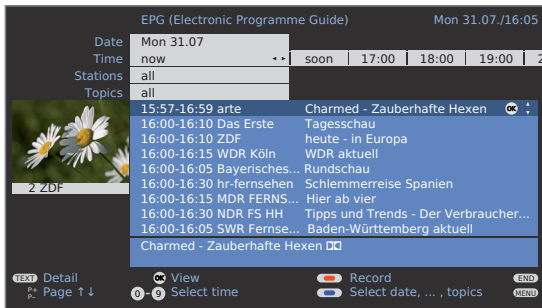 EPG (Electronic Programme Guide) Mon 31.07./16:05
Date Mon 31.07
Time now soon 17:00 18:00 19:00 2
Stations all
Topics all
15:57-16:59 arte Charmed - Zauberhafte Hexen OK
16:00-16:10 Das Erste Tagesschau
16:00-16:10 ZDF heute - in Europa
16:00-16:15 WDR Köln WDR aktuell
16:00-16:05 Bayerisches... Rundschau
16:00-16:30 hr-fernsehen Schlemmerreise Spanien
16:00-16:15 MDR FERNS... Hier ab vier
16:00-16:30 NDR FS HH Tipps und Trends - Der Verbraucher...
16:00-16:05 SWR Fernse... Baden-Württemberg aktuell
2 ZDF
Charmed - Zauberhafte Hexen
TEXT Detail OK View Record END
P+ P– Page ↑↓ 0-9 Select time Select date, ... , topics MENU